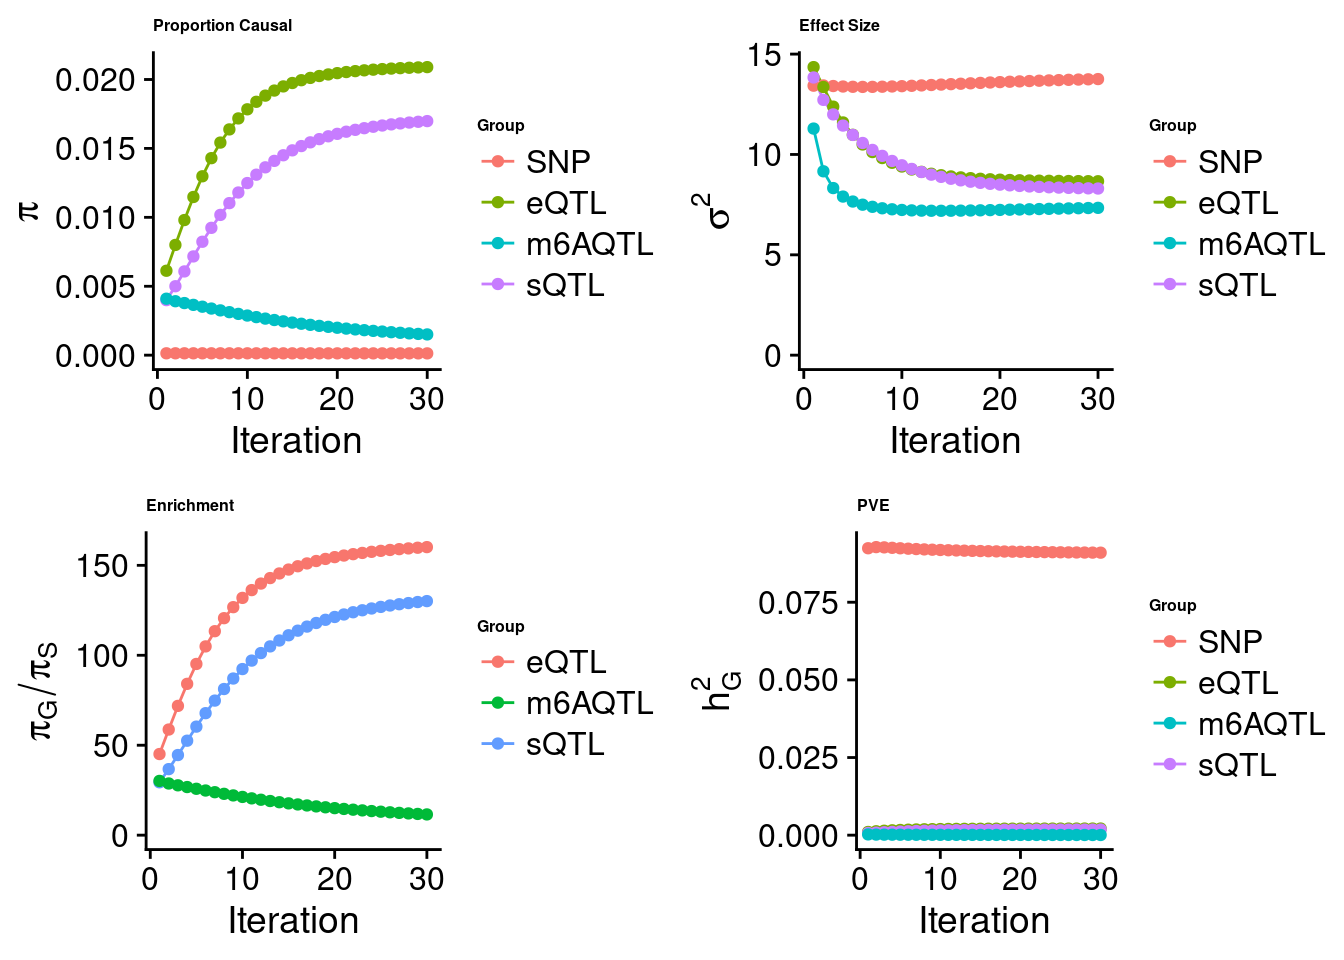 Proportion Causal
0.020
0.015
0.010
0.005
0.000
π
0 10 20 30
Iteration
Group
SNP
eQTL
m6AQTL
sQTL
Effect Size
15
10
5
0
σ²
0 10 20 30
Iteration
Group
SNP
eQTL
m6AQTL
sQTL
Enrichment
150
100
50
0
π_G/π_S
0 10 20 30
Iteration
Group
eQTL
m6AQTL
sQTL
PVE
0.075
0.050
0.025
0.000
h²_G
0 10 20 30
Iteration
Group
SNP
eQTL
m6AQTL
sQTL